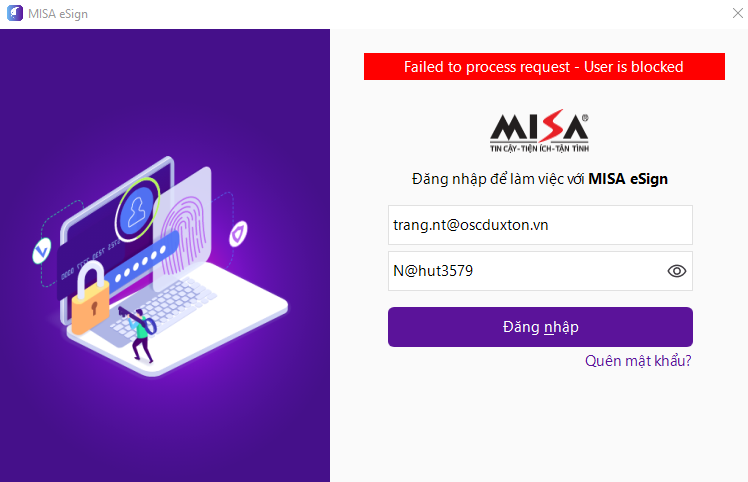 MISA eSign
Failed to process request - User is blocked
MISA®
TIN CẬY-TIỆN ÍCH-TẬN TÌNH
Đăng nhập để làm việc với MISA eSign
trang.nt@oscduxton.vn
N@hut3579
Đăng nhập
Quên mật khẩu?